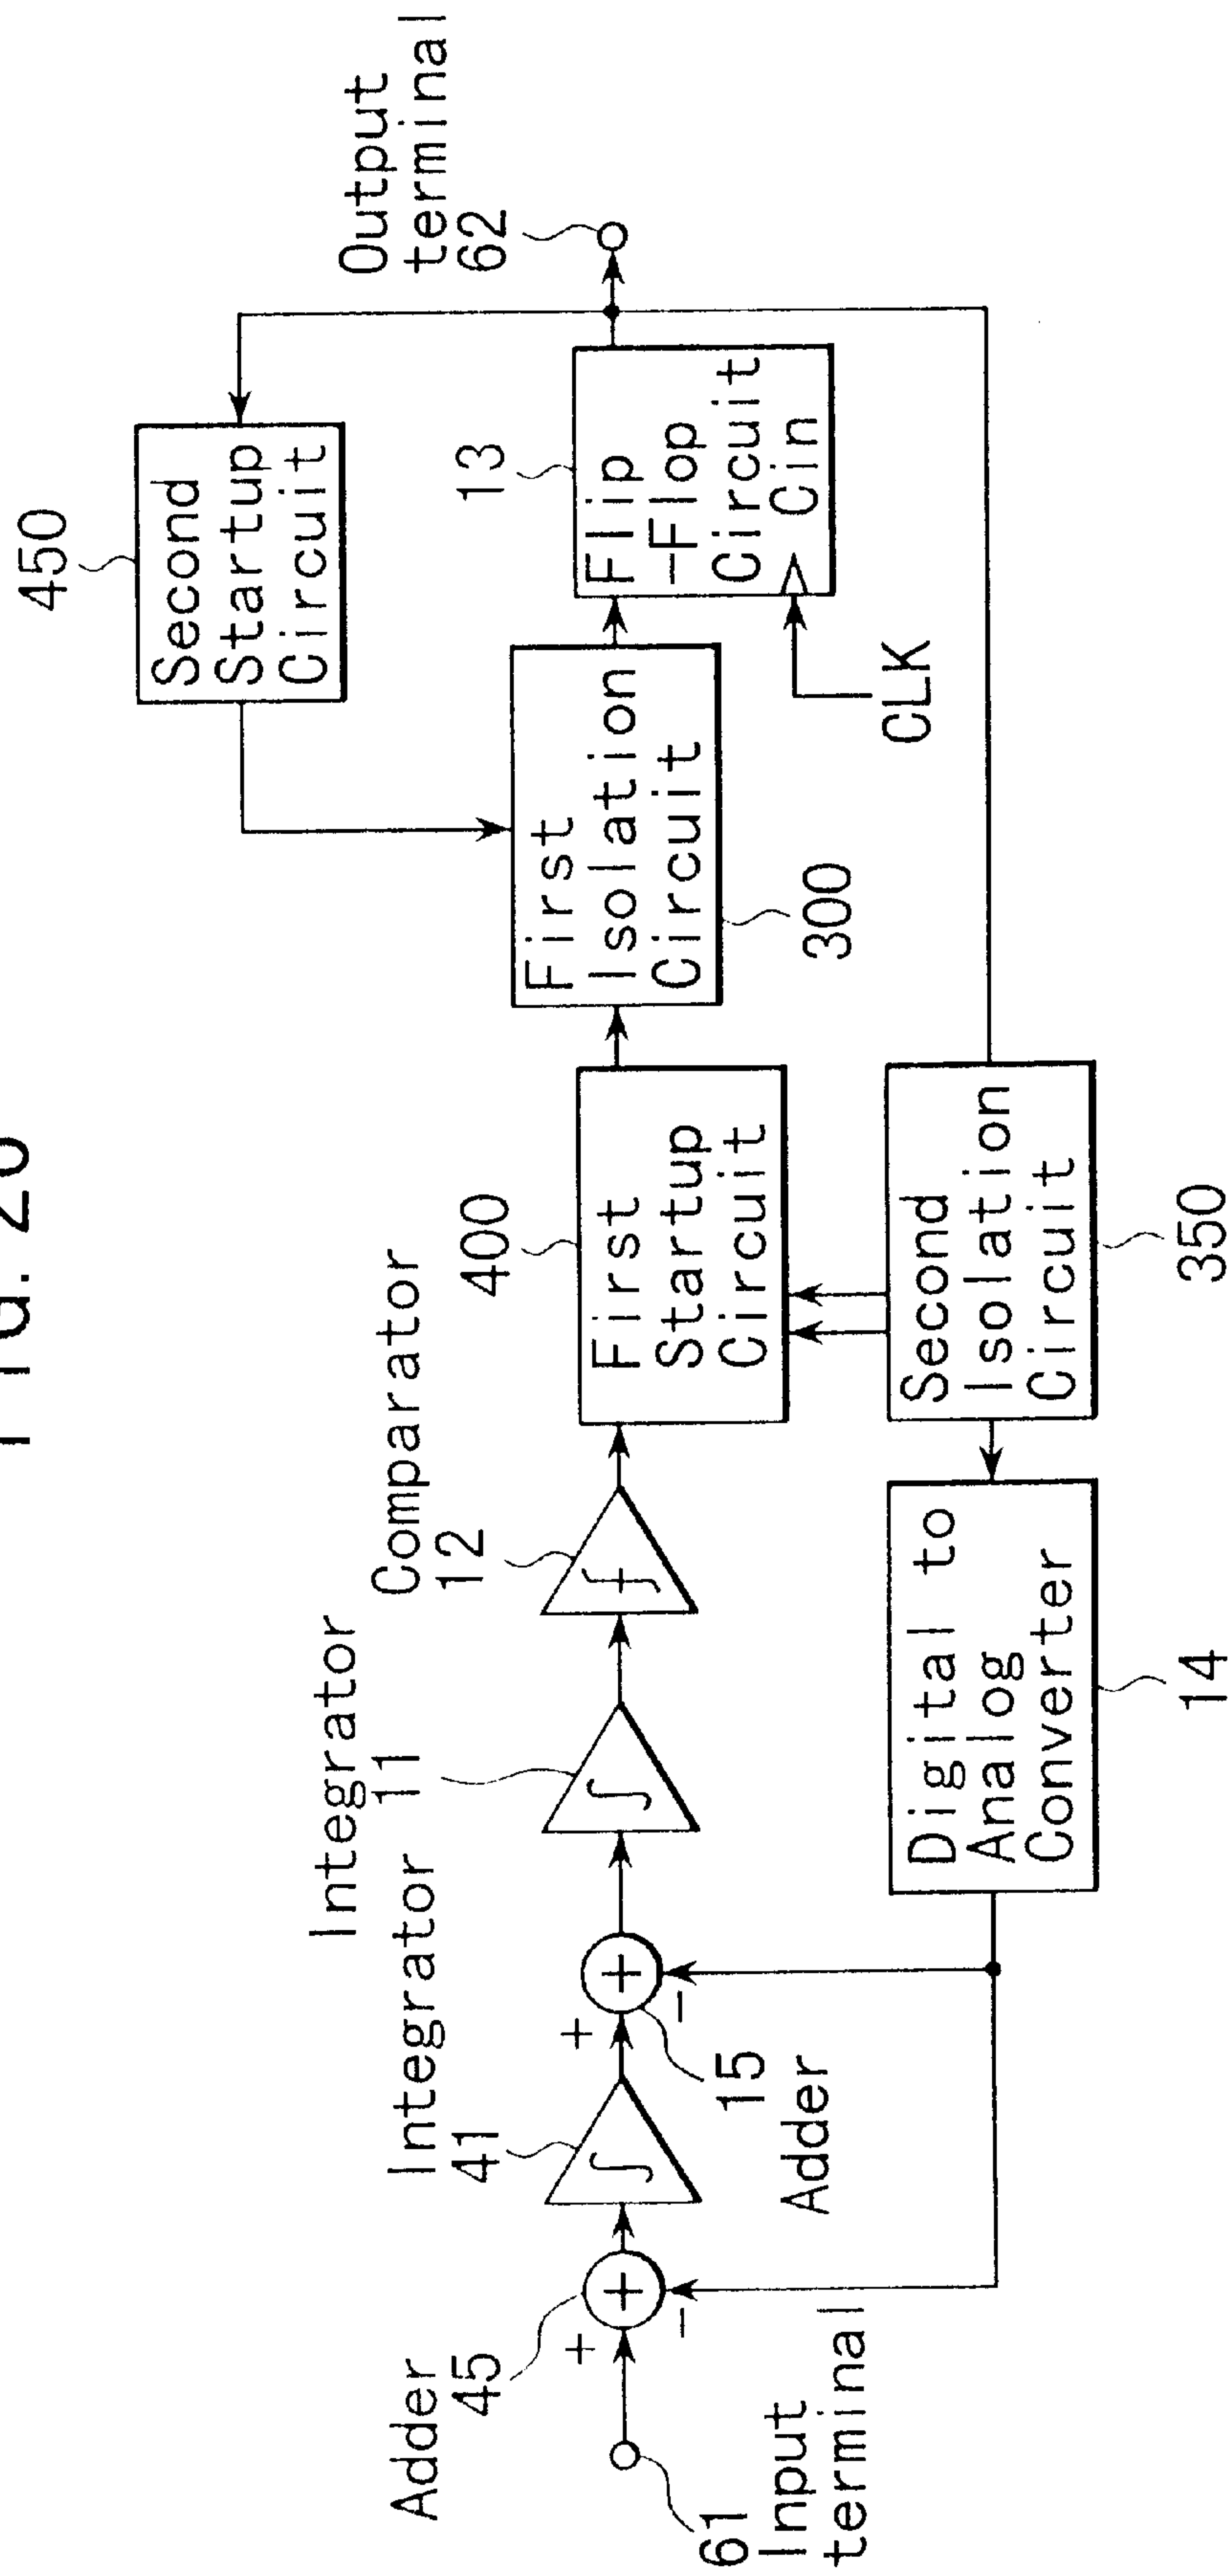 450
Second
Startup
Circuit
Output
terminal
62
13
Flip
-Flop
Circuit
Cin
CLK
First
Isolation
Circuit
300
400
First
Startup
Circuit
Second
Isolation
Circuit
350
Comparator
12
Integrator
11
Integrator
41
Digital to
Analog
Converter
14
+
+
-
15
Adder
Adder
45
+
+
-
61
Input
terminal